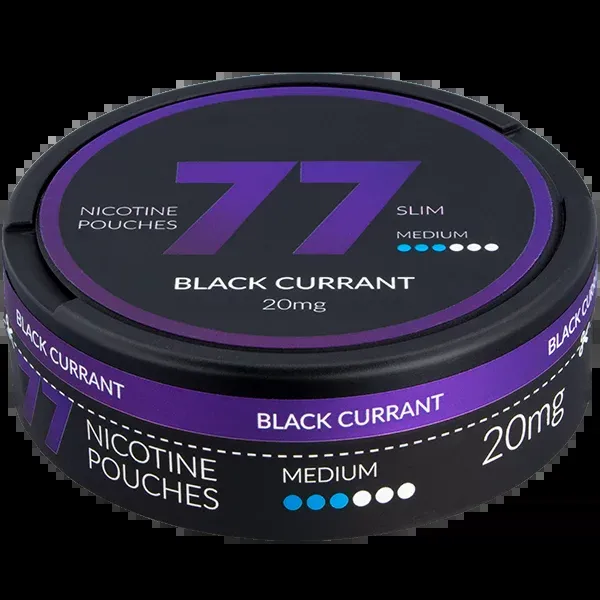 NICOTINE
POUCHES
77
SLIM
MEDIUM
BLACK CURRANT
20mg
BLACK CURRANT
BLACK CURRANT
BLACK CURRANT
77
NICOTINE
POUCHES
MEDIUM
20mg